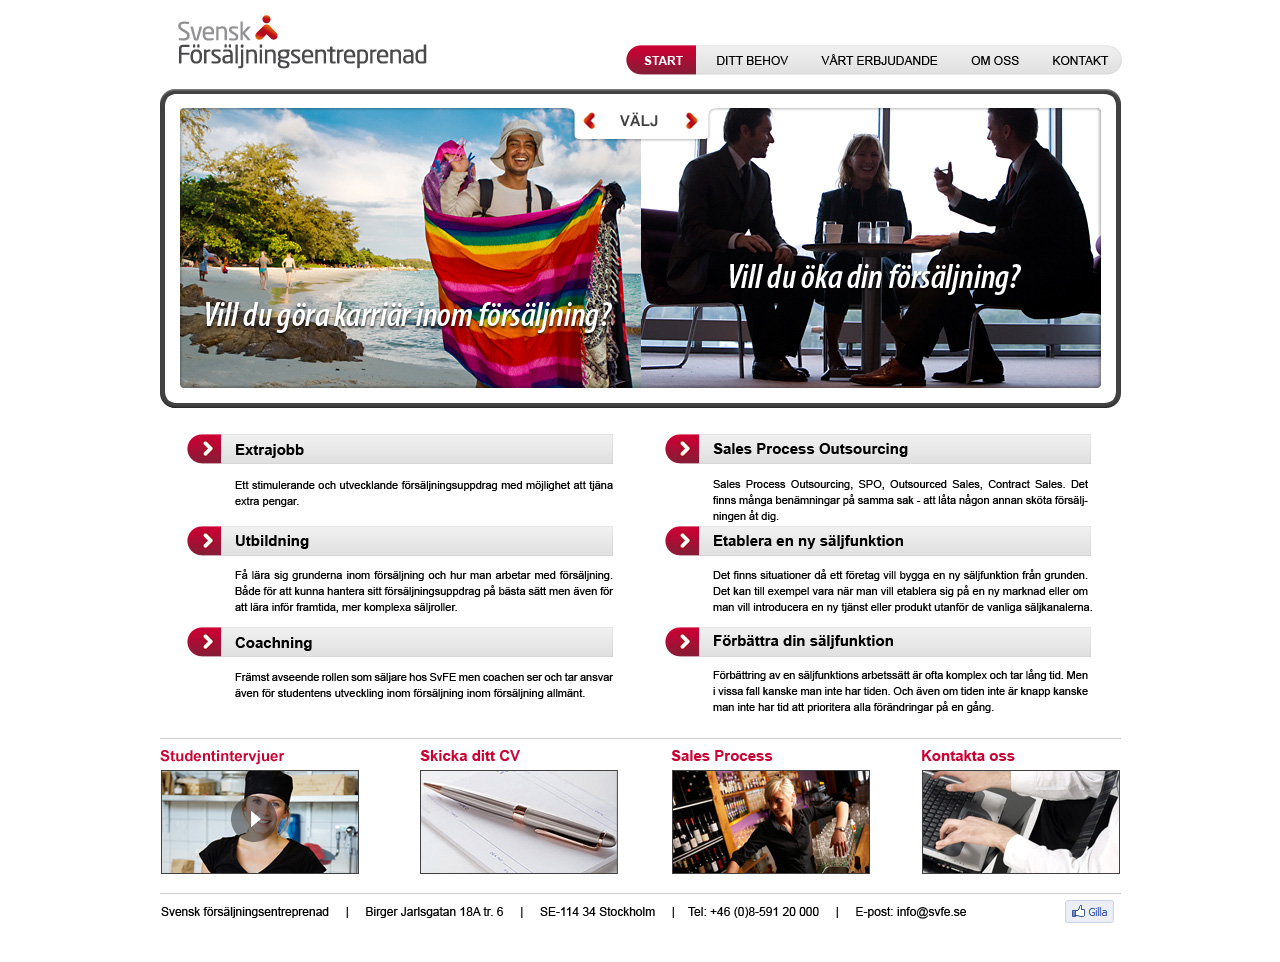 Svensk
Försäljningsentreprenad
START DITT BEHOV VÅRT ERBJUDANDE OM OSS KONTAKT
VÄLJ
Vill du göra karriär inom försäljning?
Vill du öka din försäljning?
Extrajobb
Ett stimulerande och utvecklande försäljningsuppdrag med möjlighet att tjäna
extra pengar.
Utbildning
Få lära sig grunderna inom försäljning och hur man arbetar med försäljning.
Både för att kunna hantera sitt försäljningsuppdrag på bästa sätt men även för
att lära inför framtida, mer komplexa säljroller.
Coachning
Främst avseende rollen som säljare hos SvFE men coachen ser och tar ansvar
även för studentens utveckling inom försäljning inom försäljning allmänt.
Sales Process Outsourcing
Sales Process Outsourcing, SPO, Outsourced Sales, Contract Sales. Det
finns många benämningar på samma sak - att låta någon annan sköta försälj-
ningen åt dig.
Etablera en ny säljfunktion
Det finns situationer då ett företag vill bygga en ny säljfunktion från grunden.
Det kan till exempel vara när man vill etablera sig på en ny marknad eller om
man vill introducera en ny tjänst eller produkt utanför de vanliga säljkanalerna.
Förbättra din säljfunktion
Förbättring av en säljfunktions arbetssätt är ofta komplex och tar lång tid. Men
i vissa fall kanske man inte har tiden. Och även om tiden inte är knapp kanske
man inte har tid att prioritera alla förändringar på en gång.
Studentintervjuer
Skicka ditt CV
Sales Process
Kontakta oss
Svensk försäljningsentreprenad | Birger Jarlsgatan 18A tr. 6 | SE-114 34 Stockholm | Tel: +46 (0)8-591 20 000 | E-post: info@svfe.se
Gilla